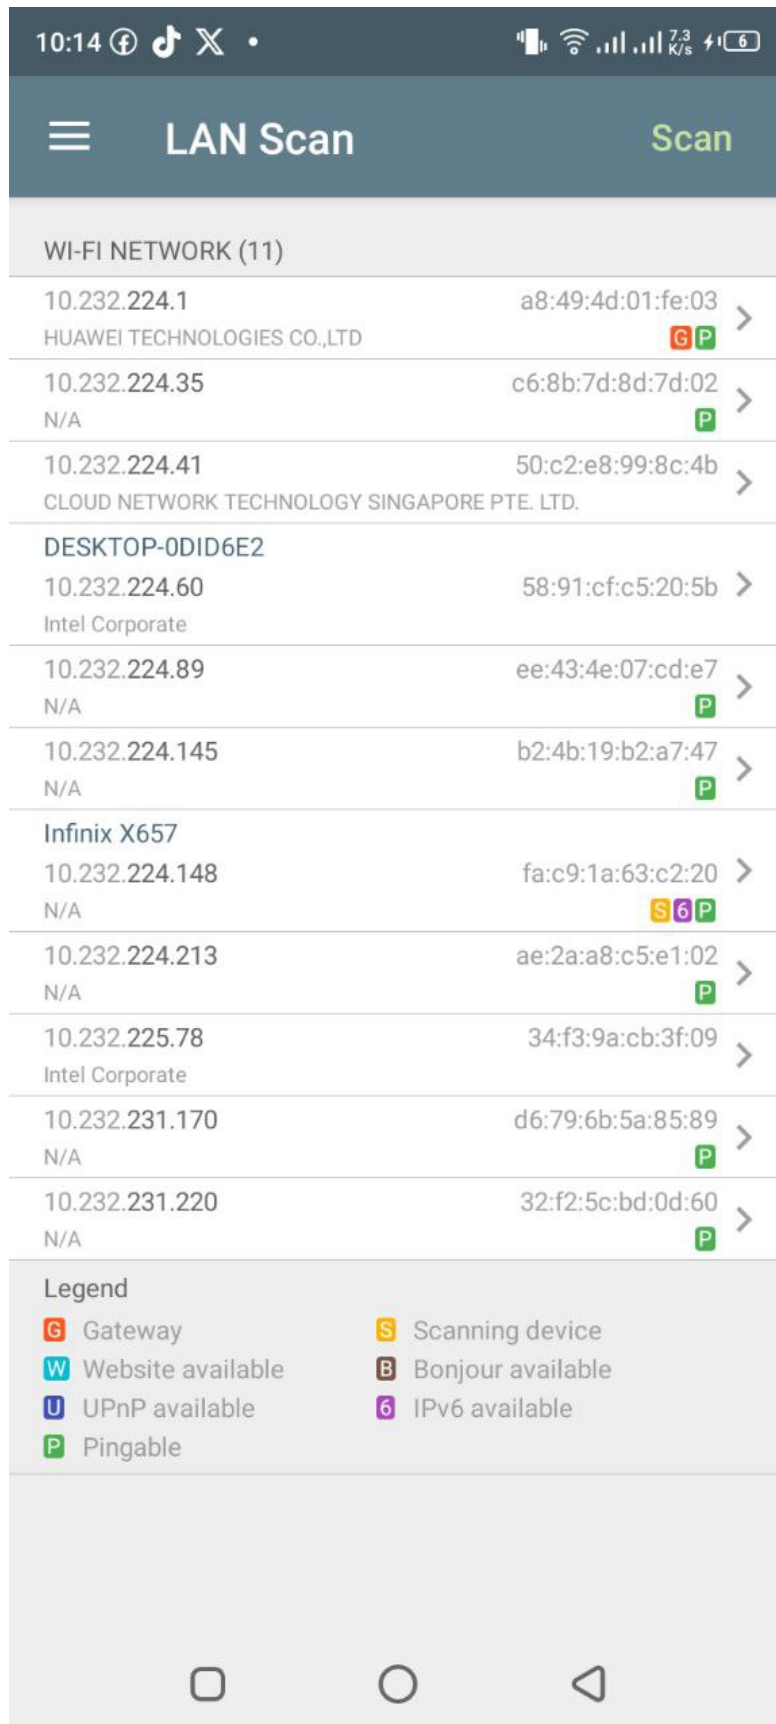 10:14 7.3 K/s 6
LAN Scan Scan
WI-FI NETWORK (11)
10.232.224.1 a8:49:4d:01:fe:03
HUAWEI TECHNOLOGIES CO.,LTD G P
10.232.224.35 c6:8b:7d:8d:7d:02
N/A P
10.232.224.41 50:c2:e8:99:8c:4b
CLOUD NETWORK TECHNOLOGY SINGAPORE PTE. LTD.
DESKTOP-0DID6E2
10.232.224.60 58:91:cf:c5:20:5b
Intel Corporate
10.232.224.89 ee:43:4e:07:cd:e7
N/A P
10.232.224.145 b2:4b:19:b2:a7:47
N/A P
Infinix X657
10.232.224.148 fa:c9:1a:63:c2:20
N/A S 6 P
10.232.224.213 ae:2a:a8:c5:e1:02
N/A P
10.232.225.78 34:f3:9a:cb:3f:09
Intel Corporate
10.232.231.170 d6:79:6b:5a:85:89
N/A P
10.232.231.220 32:f2:5c:bd:0d:60
N/A P
Legend
G Gateway S Scanning device
W Website available B Bonjour available
U UPnP available 6 IPv6 available
P Pingable